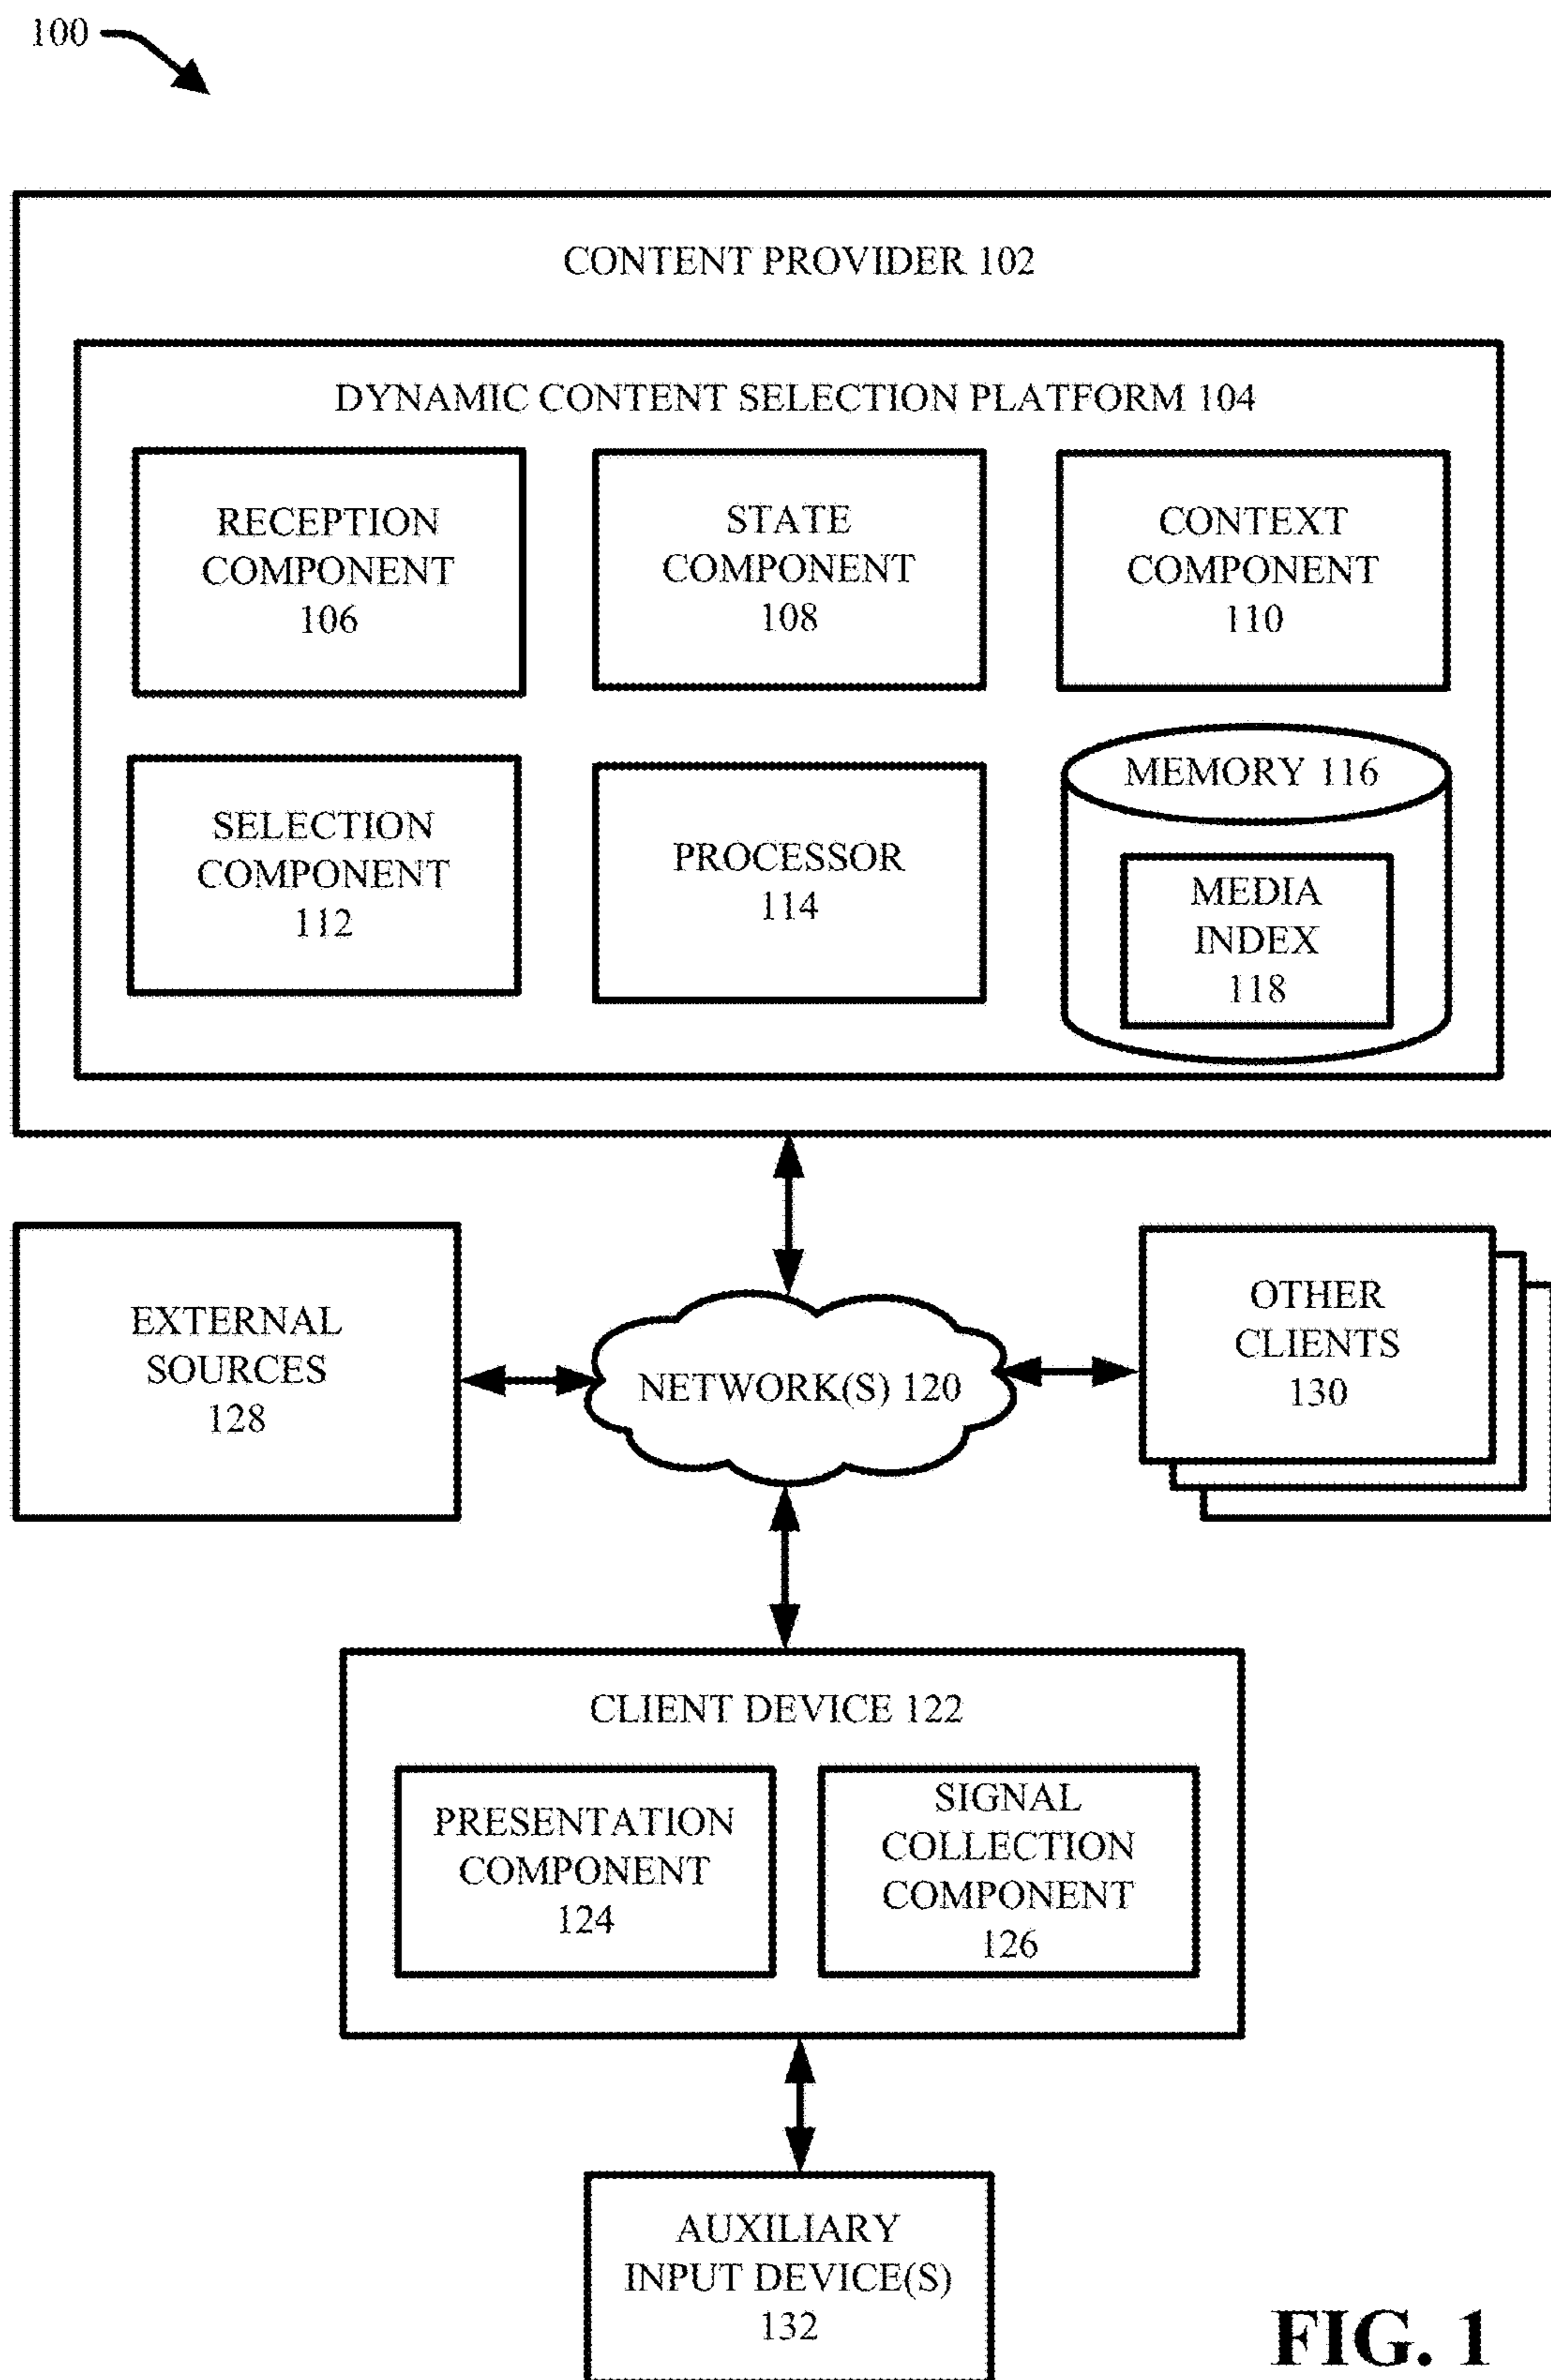 100
CONTENT PROVIDER 102
DYNAMIC CONTENT SELECTION PLATFORM 104
RECEPTION
COMPONENT
106
STATE
COMPONENT
108
CONTEXT
COMPONENT
110
SELECTION
COMPONENT
112
PROCESSOR
114
MEMORY 116
MEDIA
INDEX
118
EXTERNAL
SOURCES
128
NETWORK(S) 120
OTHER
CLIENTS
130
CLIENT DEVICE 122
PRESENTATION
COMPONENT
124
SIGNAL
COLLECTION
COMPONENT
126
AUXILIARY
INPUT DEVICE(S)
132
FIG. 1